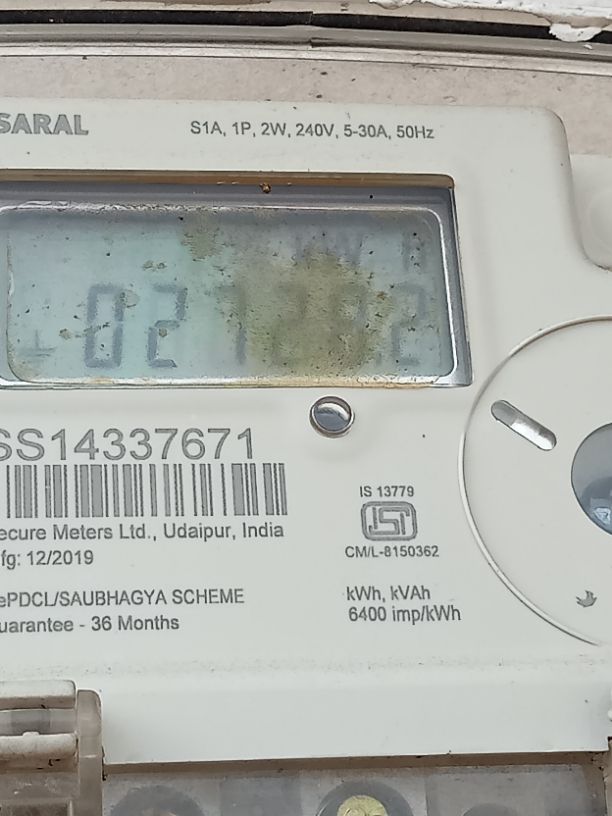 SARAL
S1A, 1P, 2W, 240V, 5-30A, 50Hz
SS14337671
IS 13779
ISI
ecure Meters Ltd., Udaipur, India
CM/L-8150362
fg: 12/2019
ePDCL/SAUBHAGYA SCHEME
kWh, kVAh
uarantee - 36 Months
6400 imp/kWh